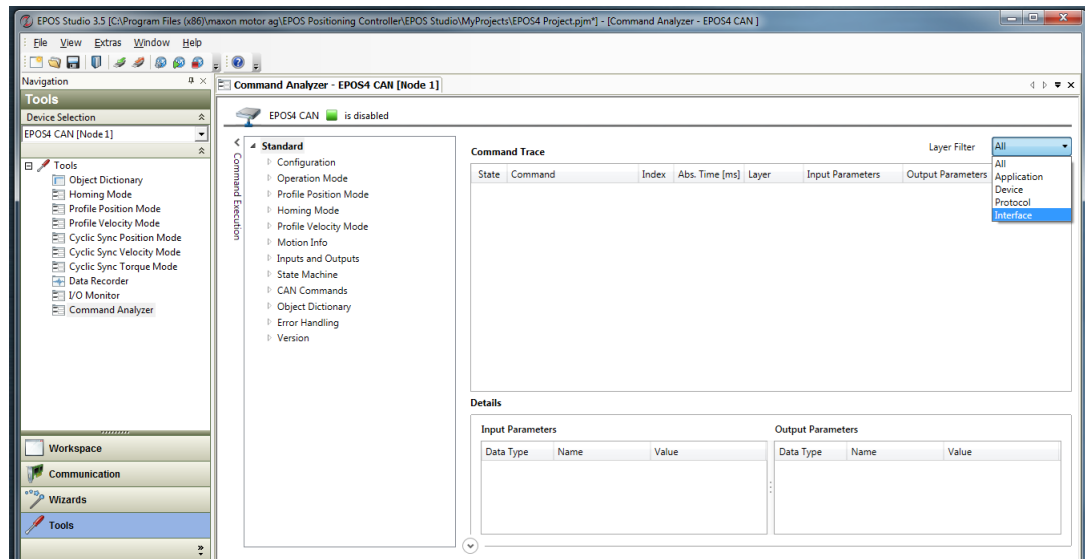 EPOS Studio 3.5 [C:\Program Files (x86)\maxon motor ag\EPOS Positioning Controller\EPOS Studio\MyProjects\EPOS4 Project.pjm*] - [Command Analyzer - EPOS4 CAN ]
File View Extras Window Help
Navigation
Command Analyzer - EPOS4 CAN [Node 1]
Tools
Device Selection
EPOS4 CAN [Node 1]
EPOS4 CAN is disabled
Tools
Object Dictionary
Homing Mode
Profile Position Mode
Profile Velocity Mode
Cyclic Sync Position Mode
Cyclic Sync Velocity Mode
Cyclic Sync Torque Mode
Data Recorder
I/O Monitor
Command Analyzer
Workspace
Communication
Wizards
Tools
Command Execution
Standard
Configuration
Operation Mode
Profile Position Mode
Homing Mode
Profile Velocity Mode
Motion Info
Inputs and Outputs
State Machine
CAN Commands
Object Dictionary
Error Handling
Version
Command Trace
Layer Filter All
All
Application
Device
Protocol
Interface
State Command Index Abs. Time [ms] Layer Input Parameters Output Parameters
Details
Input Parameters
Data Type Name Value
Output Parameters
Data Type Name Value